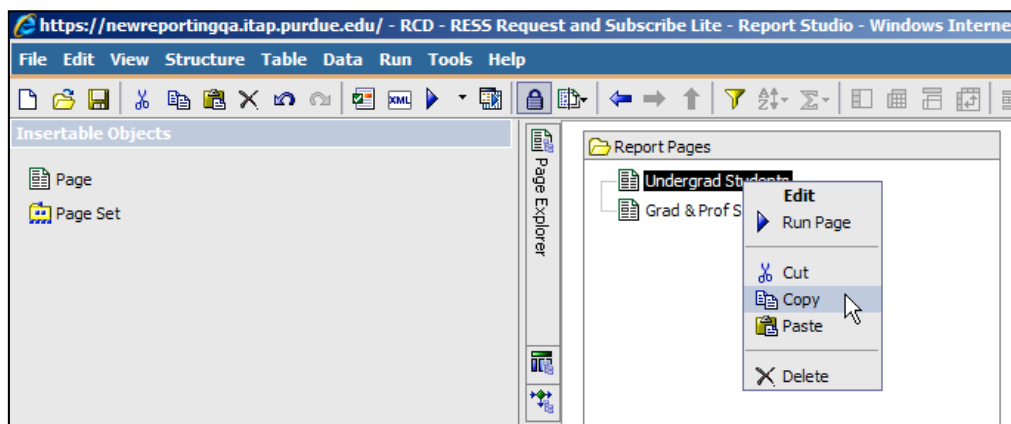 https://newreportingqa.itap.purdue.edu/ - RCD - RESS Request and Subscribe Lite - Report Studio - Windows Interne
File Edit View Structure Table Data Run Tools Help
Insertable Objects
Page
Page Set
Page Explorer
Report Pages
Undergrad Students
Grad & Prof S
Edit
Run Page
Cut
Copy
Paste
Delete